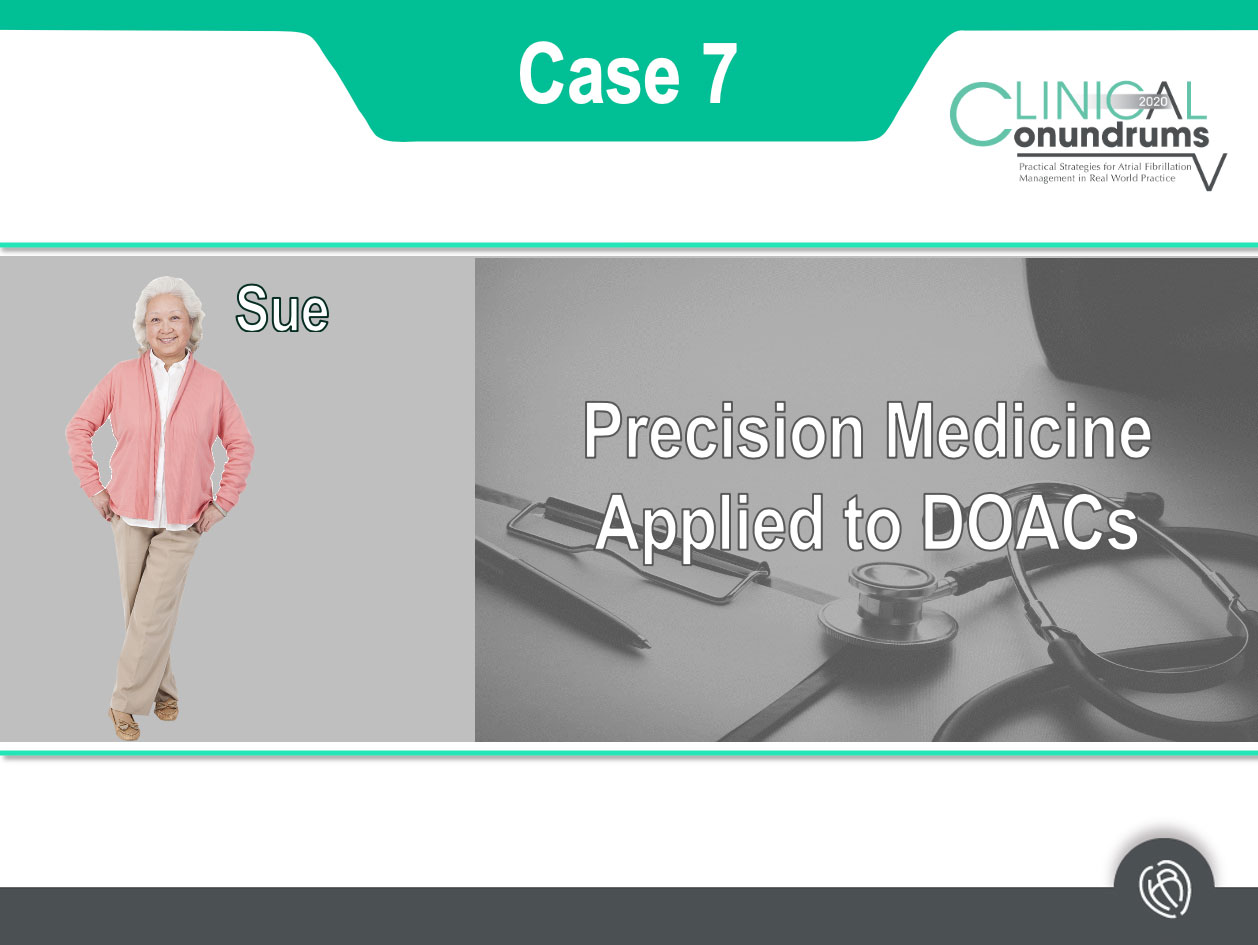 Case 7
CLINICAL
2020
Conundrums
Practical Strategies for Atrial Fibrillation
Management in Real World Practice
V
Sue
Precision Medicine
Applied to DOACs